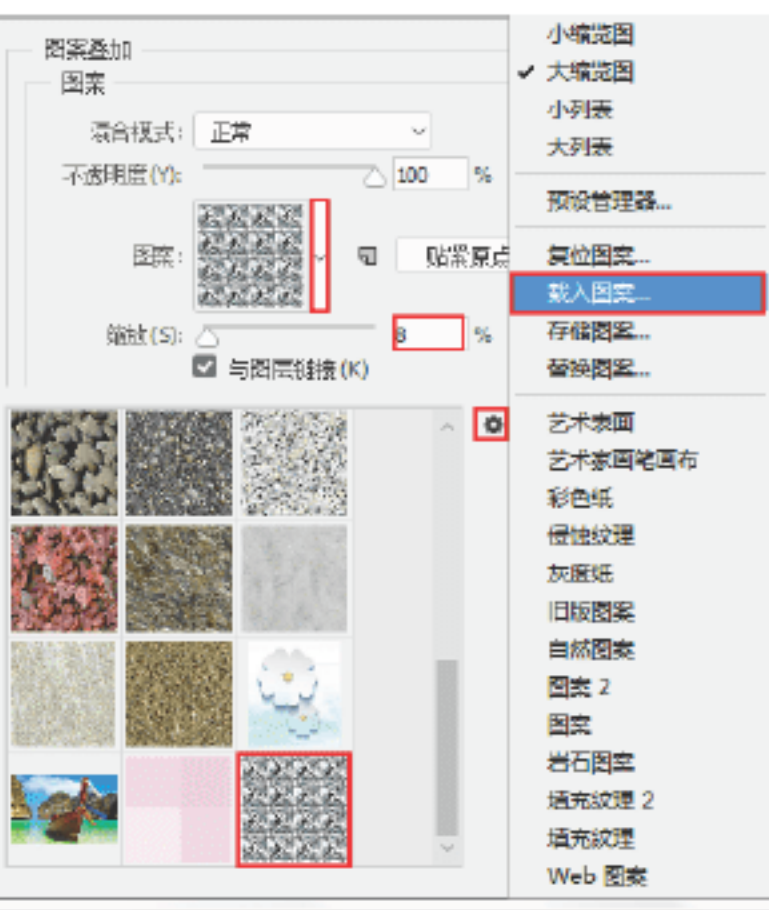 图案叠加
图案
混合模式: 正常
不透明度(Y): 100 %
图案: 贴紧原点
缩放(S): 8 %
与图层链接(K)
小缩览图
大缩览图
小列表
大列表
预设管理器...
复位图案...
载入图案...
存储图案...
替换图案...
艺术表面
艺术家画笔画布
彩色纸
侵蚀纹理
灰度纸
旧版图案
自然图案
图案 2
图案
岩石图案
填充纹理 2
填充纹理
Web 图案